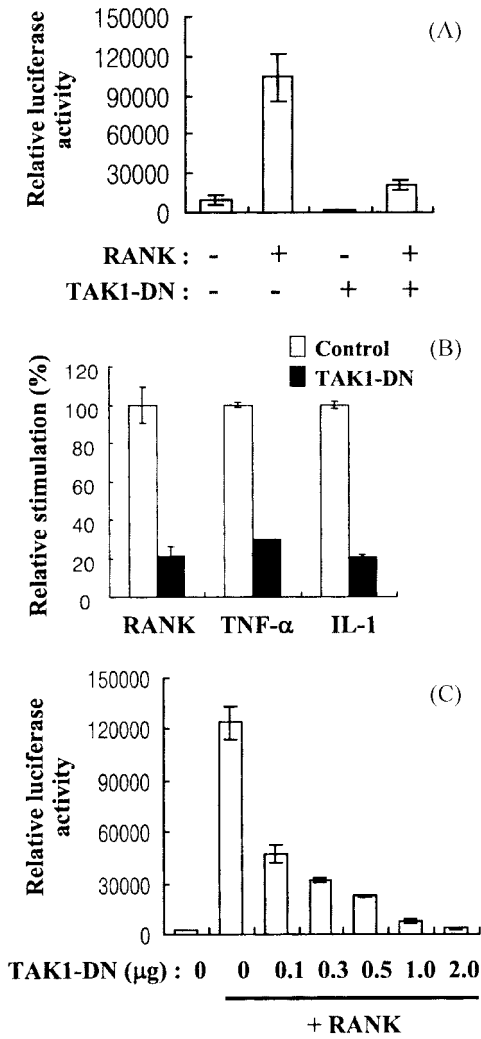 (A)
Relative luciferase
activity
150000
120000
90000
60000
30000
0
RANK : - + - +
TAK1-DN : - - + +
(B)
Control
TAK1-DN
Relative stimulation (%)
120
100
80
60
40
20
0
RANK TNF-α IL-1
(C)
Relative luciferase
activity
150000
120000
90000
60000
30000
0
TAK1-DN (μg) : 0 0 0.1 0.3 0.5 1.0 2.0
+ RANK